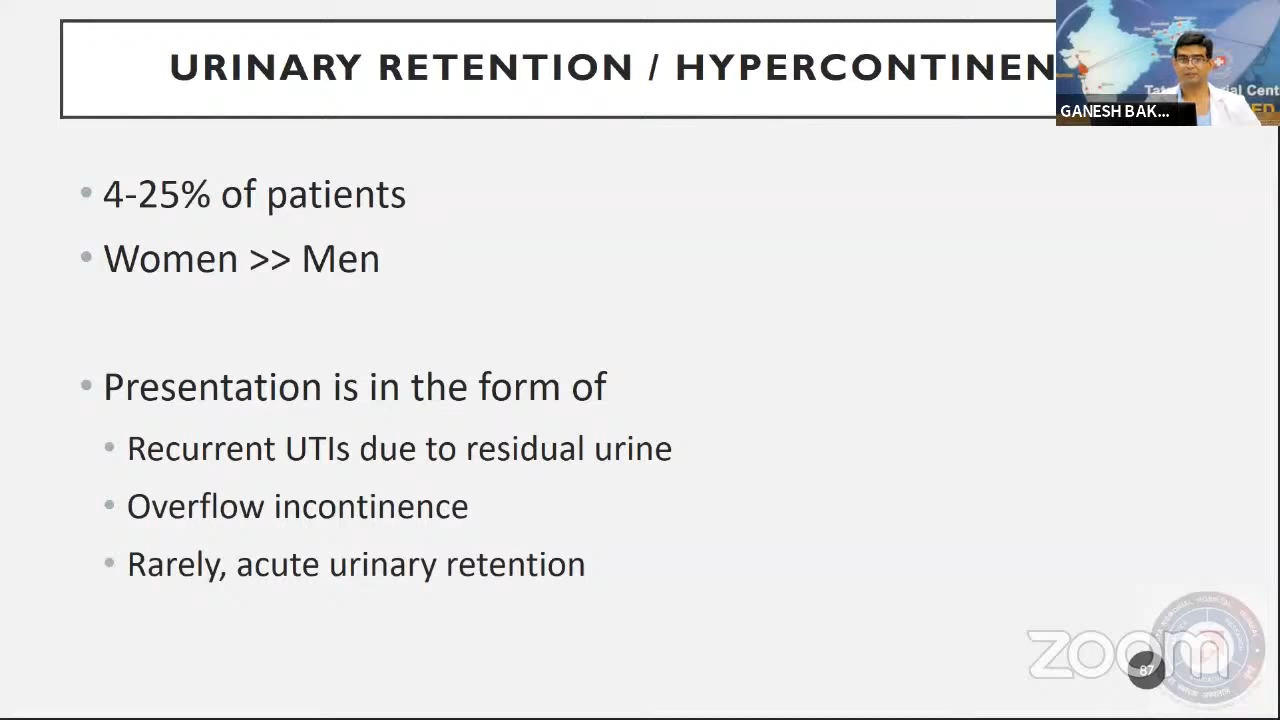 URINARY RETENTION / HYPERCONTINEN
GANESH BAK...
4-25% of patients
Women >> Men
Presentation is in the form of
Recurrent UTIs due to residual urine
Overflow incontinence
Rarely, acute urinary retention
zoom
87